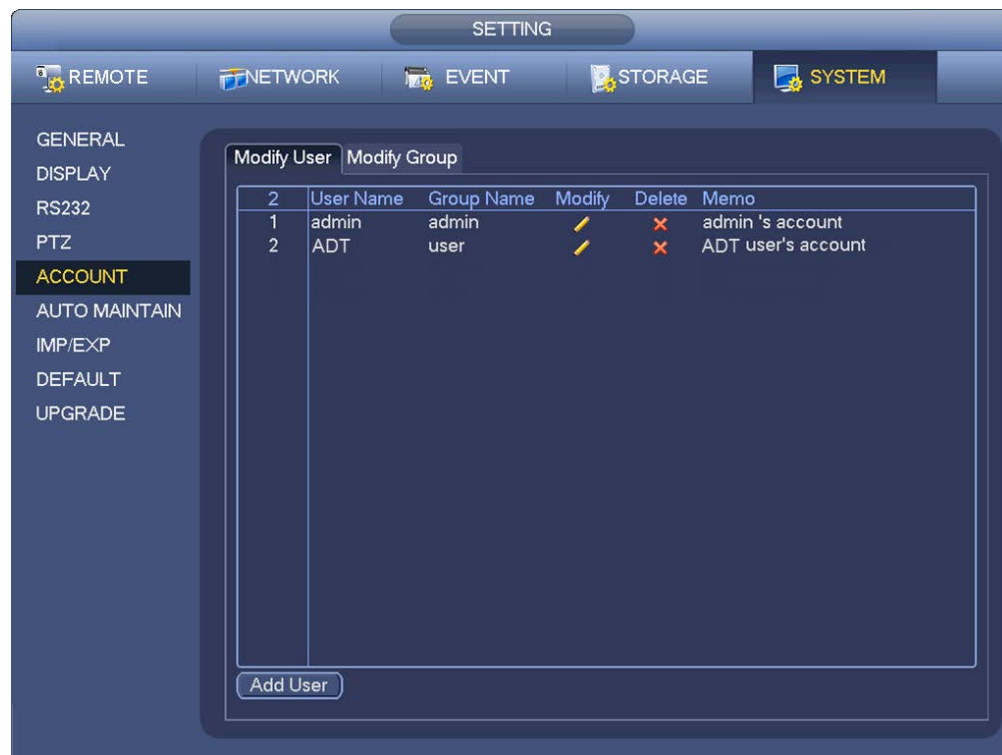 SETTING
REMOTE NETWORK EVENT STORAGE SYSTEM
GENERAL
DISPLAY
RS232
PTZ
ACCOUNT
AUTO MAINTAIN
IMP/EXP
DEFAULT
UPGRADE
Modify User Modify Group
2 User Name Group Name Modify Delete Memo
1 admin admin admin 's account
2 ADT user ADT user's account
Add User